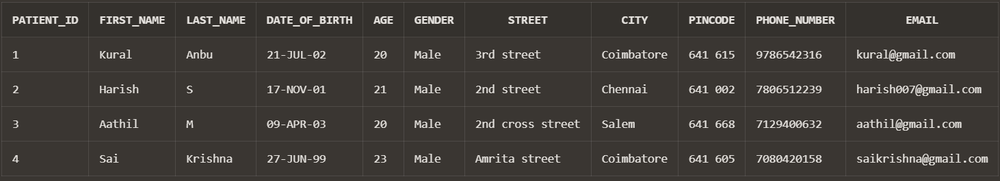 PATIENT_ID FIRST_NAME LAST_NAME DATE_OF_BIRTH AGE GENDER STREET CITY PINCODE PHONE_NUMBER EMAIL
1 Kural Anbu 21-JUL-02 20 Male 3rd street Coimbatore 641 615 9786542316 kural@gmail.com
2 Harish S 17-NOV-01 21 Male 2nd street Chennai 641 002 7806512239 harish007@gmail.com
3 Aathil M 09-APR-03 20 Male 2nd cross street Salem 641 668 7129400632 aathil@gmail.com
4 Sai Krishna 27-JUN-99 23 Male Amrita street Coimbatore 641 605 7080420158 saikrishna@gmail.com